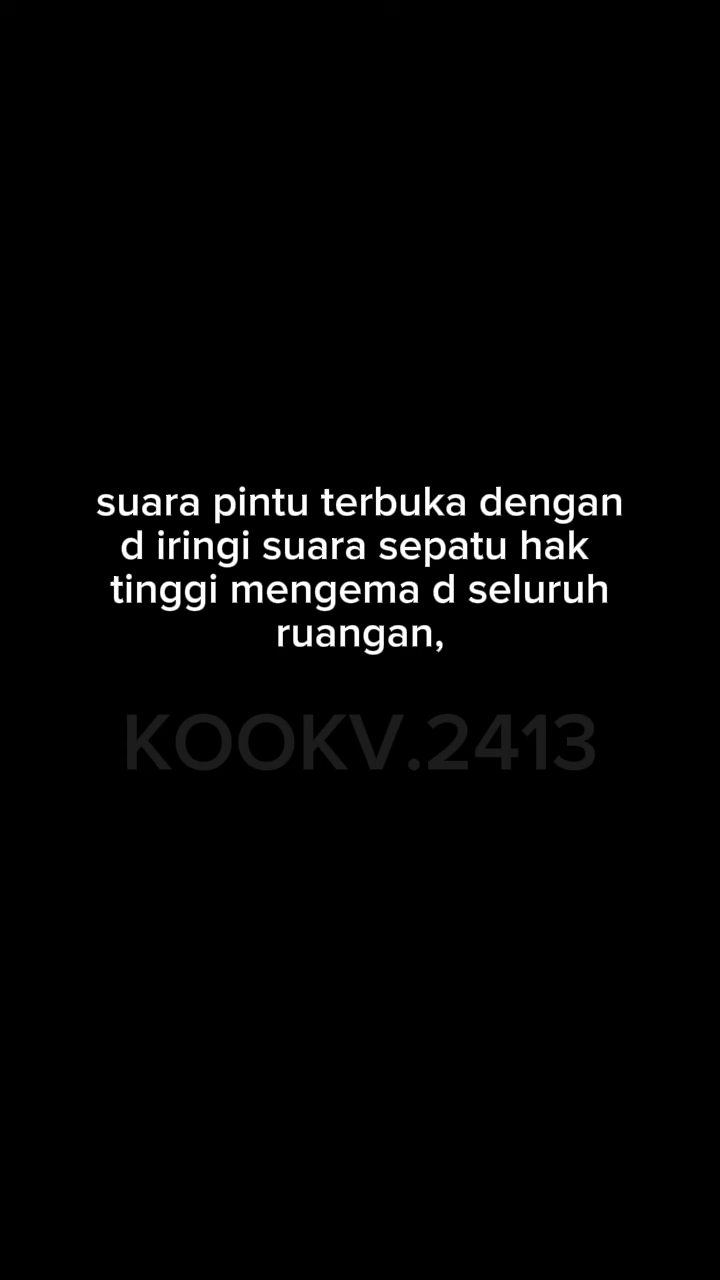 suara pintu terbuka dengan
d iringi suara sepatu hak
tinggi mengema d seluruh
ruangan,
KOOKV.2413